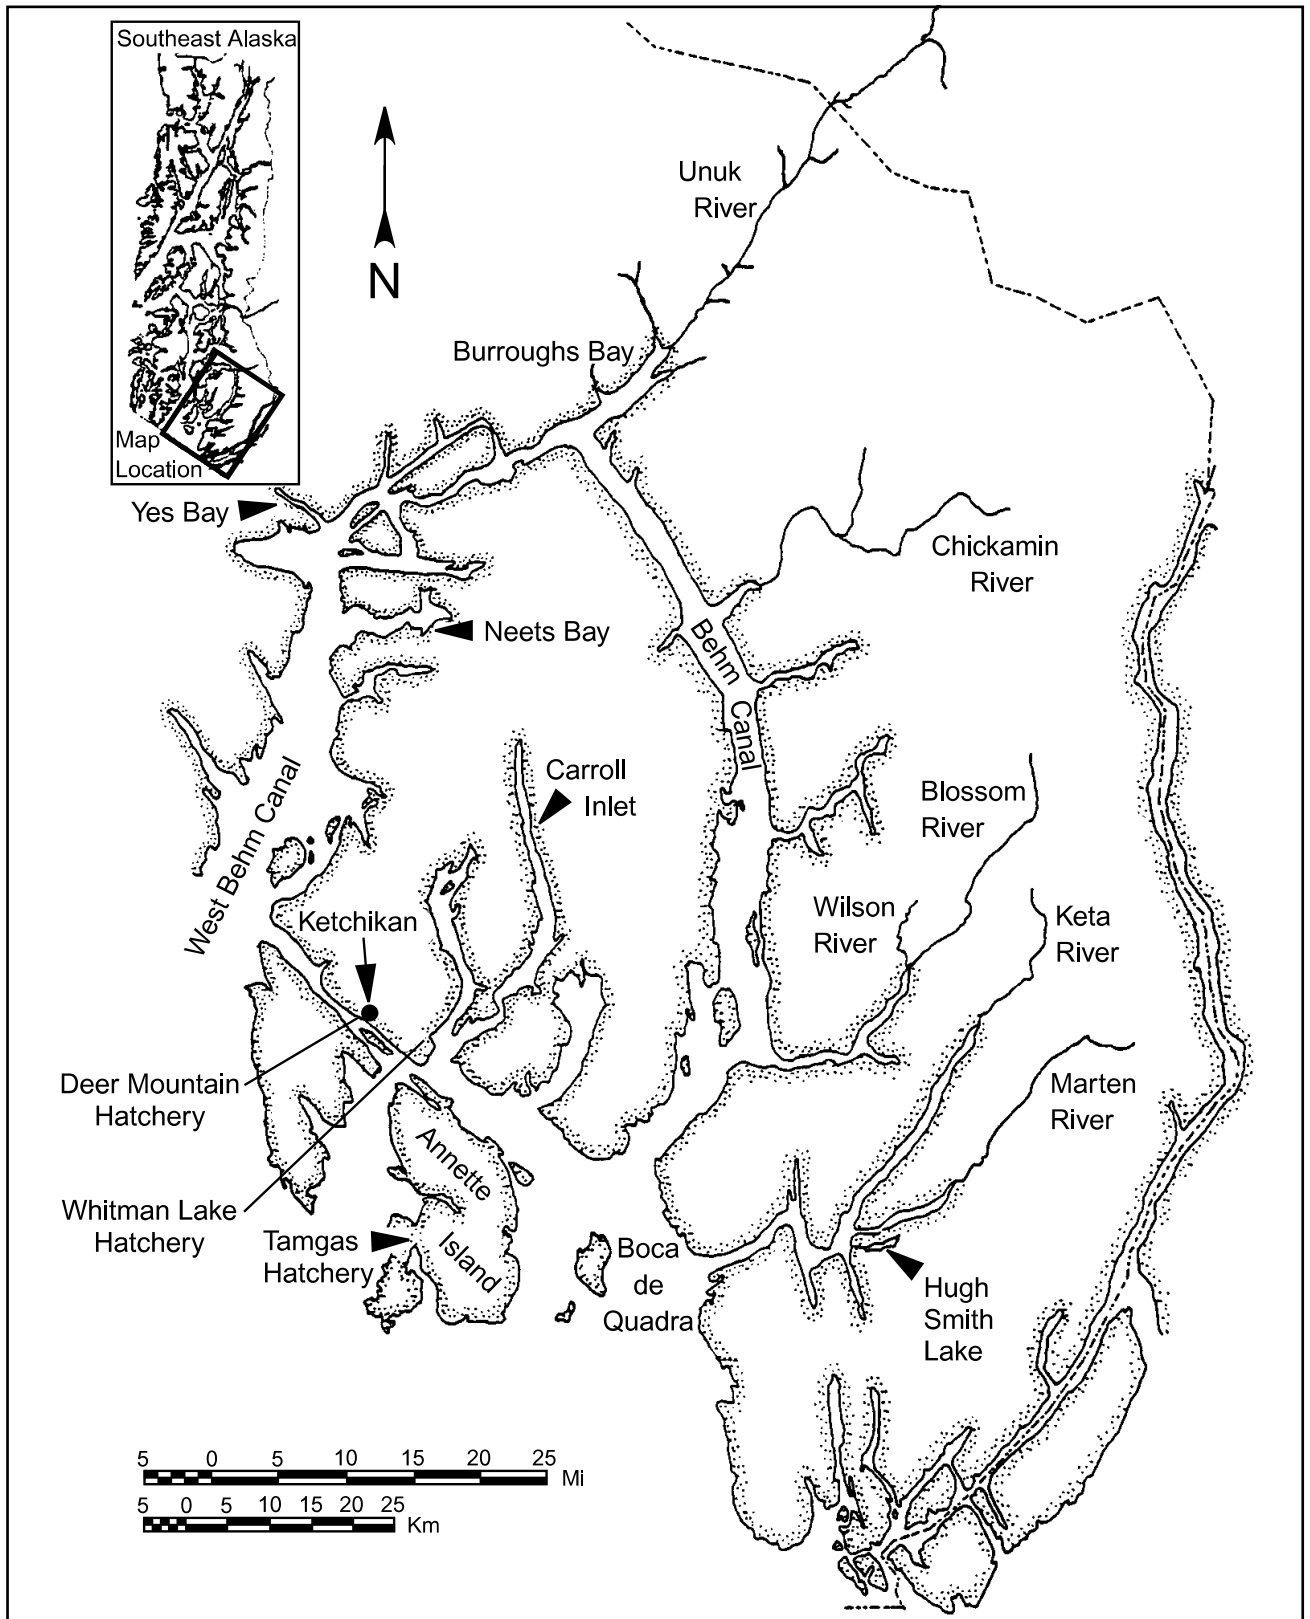 Southeast Alaska
Map
Location
N
Unuk
River
Burroughs Bay
Yes Bay
Chickamin
River
Neets Bay
Behm
Canal
Carroll
Inlet
West Behm Canal
Blossom
River
Wilson
River
Keta
River
Ketchikan
Marten
River
Deer Mountain
Hatchery
Annette
Island
Whitman Lake
Hatchery
Tamgas
Hatchery
Boca
de
Quadra
Hugh
Smith
Lake
5 0 5 10 15 20 25
Mi
5 0 5 10 15 20 25
Km